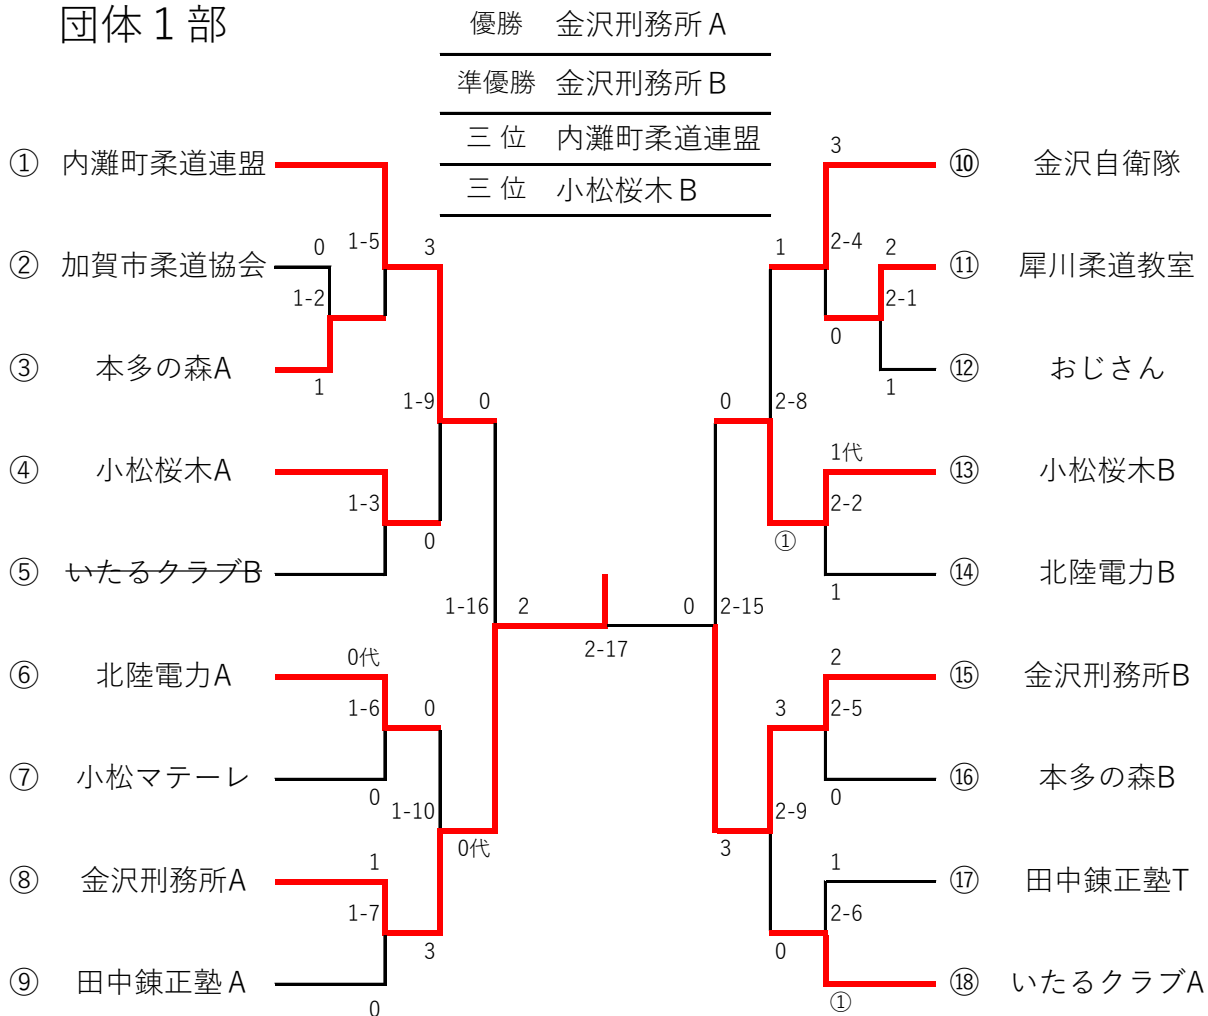 団体１部
優勝 金沢刑務所Ａ
準優勝 金沢刑務所Ｂ
三 位 内灘町柔道連盟
三 位 小松桜木Ｂ
① 内灘町柔道連盟
② 加賀市柔道協会
③ 本多の森A
④ 小松桜木A
⑤ いたるクラブB
⑥ 北陸電力A
⑦ 小松マテーレ
⑧ 金沢刑務所A
⑨ 田中錬正塾Ａ
0
1-2
1
1-5
3
1-3
0
1-9
0
1-16
2
0代
1-6
0
0
1-10
0代
1
1-7
3
0
2-17
0
2-15
0
3
1
2-4
2
2-1
0
1
2-8
1代
2-2
①
1
2
3
2-5
0
2-9
3
1
2-6
0
①
⑩ 金沢自衛隊
⑪ 犀川柔道教室
⑫ おじさん
⑬ 小松桜木B
⑭ 北陸電力B
⑮ 金沢刑務所B
⑯ 本多の森B
⑰ 田中錬正塾T
⑱ いたるクラブA